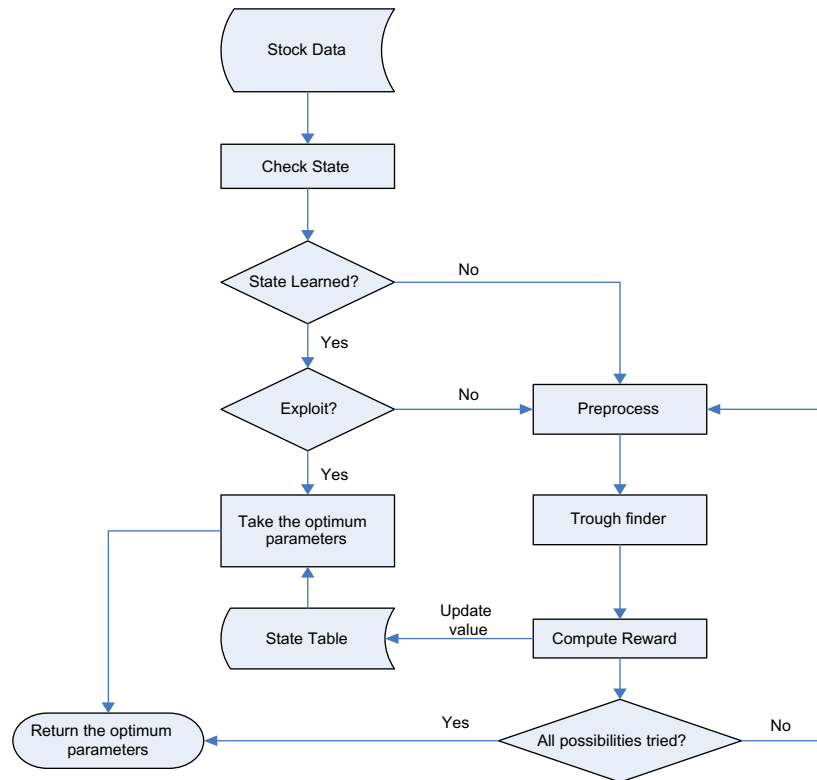 Stock Data
Check State
State Learned?
No
Yes
Exploit?
No
Preprocess
Yes
Take the optimum
parameters
Trough finder
Update
value
State Table
Compute Reward
Return the optimum
parameters
Yes
All possibilities tried?
No